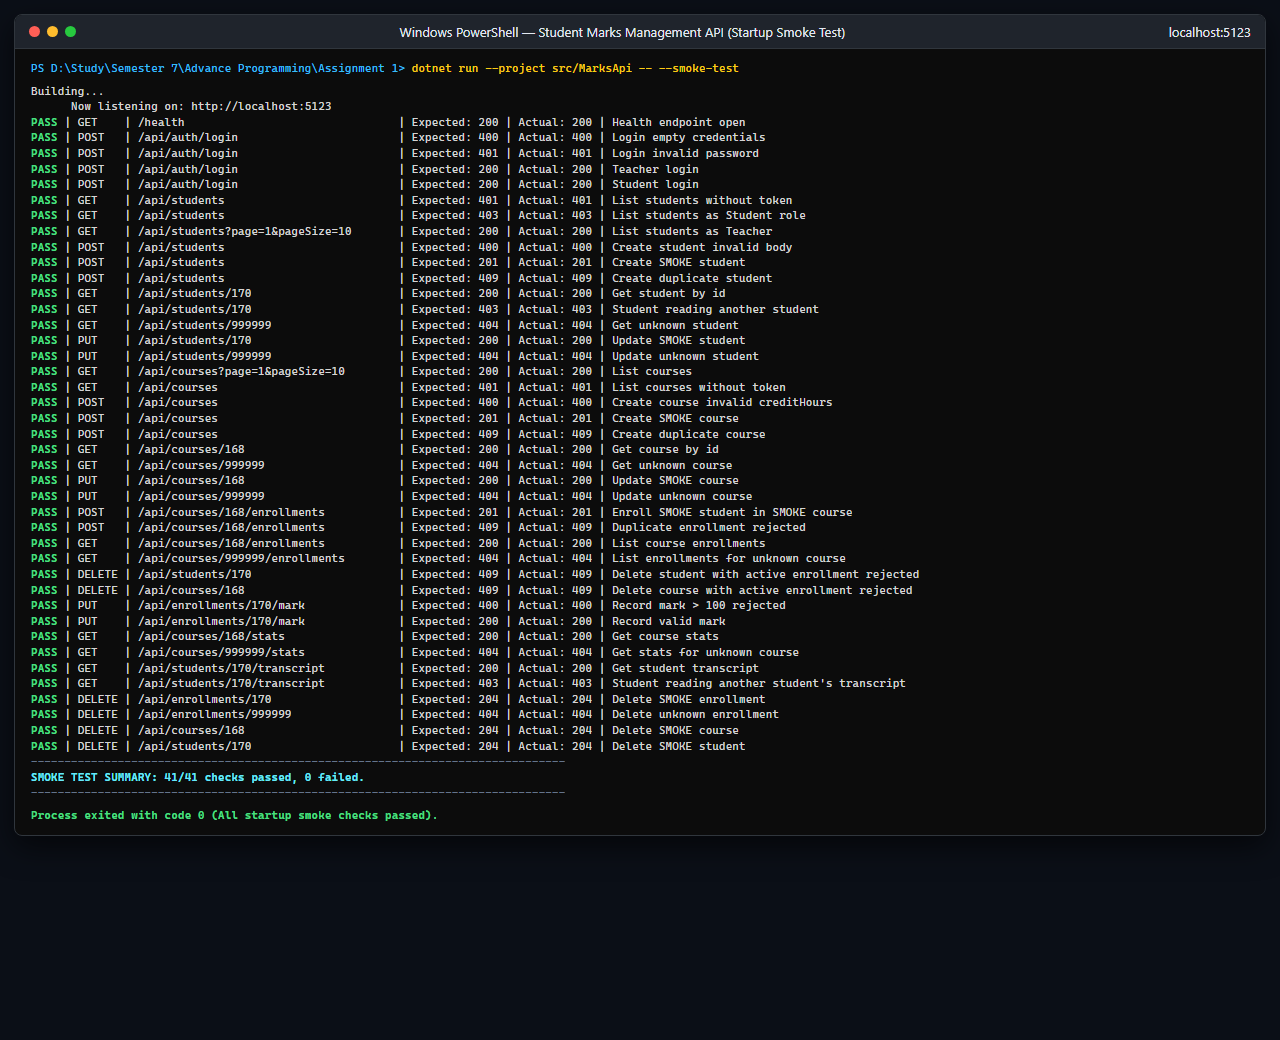 Windows PowerShell — Student Marks Management API (Startup Smoke Test) localhost:5123
PS D:\Study\Semester 7\Advance Programming\Assignment 1> dotnet run --project src/MarksApi -- --smoke-test
Building...
Now listening on: http://localhost:5123
PASS | GET | /health | Expected: 200 | Actual: 200 | Health endpoint open
PASS | POST | /api/auth/login | Expected: 400 | Actual: 400 | Login empty credentials
PASS | POST | /api/auth/login | Expected: 401 | Actual: 401 | Login invalid password
PASS | POST | /api/auth/login | Expected: 200 | Actual: 200 | Teacher login
PASS | POST | /api/auth/login | Expected: 200 | Actual: 200 | Student login
PASS | GET | /api/students | Expected: 401 | Actual: 401 | List students without token
PASS | GET | /api/students | Expected: 403 | Actual: 403 | List students as Student role
PASS | GET | /api/students?page=1&pageSize=10 | Expected: 200 | Actual: 200 | List students as Teacher
PASS | POST | /api/students | Expected: 400 | Actual: 400 | Create student invalid body
PASS | POST | /api/students | Expected: 201 | Actual: 201 | Create SMOKE student
PASS | POST | /api/students | Expected: 409 | Actual: 409 | Create duplicate student
PASS | GET | /api/students/170 | Expected: 200 | Actual: 200 | Get student by id
PASS | GET | /api/students/170 | Expected: 403 | Actual: 403 | Student reading another student
PASS | GET | /api/students/999999 | Expected: 404 | Actual: 404 | Get unknown student
PASS | PUT | /api/students/170 | Expected: 200 | Actual: 200 | Update SMOKE student
PASS | PUT | /api/students/999999 | Expected: 404 | Actual: 404 | Update unknown student
PASS | GET | /api/courses?page=1&pageSize=10 | Expected: 200 | Actual: 200 | List courses
PASS | GET | /api/courses | Expected: 401 | Actual: 401 | List courses without token
PASS | POST | /api/courses | Expected: 400 | Actual: 400 | Create course invalid creditHours
PASS | POST | /api/courses | Expected: 201 | Actual: 201 | Create SMOKE course
PASS | POST | /api/courses | Expected: 409 | Actual: 409 | Create duplicate course
PASS | GET | /api/courses/168 | Expected: 200 | Actual: 200 | Get course by id
PASS | GET | /api/courses/999999 | Expected: 404 | Actual: 404 | Get unknown course
PASS | PUT | /api/courses/168 | Expected: 200 | Actual: 200 | Update SMOKE course
PASS | PUT | /api/courses/999999 | Expected: 404 | Actual: 404 | Update unknown course
PASS | POST | /api/courses/168/enrollments | Expected: 201 | Actual: 201 | Enroll SMOKE student in SMOKE course
PASS | POST | /api/courses/168/enrollments | Expected: 409 | Actual: 409 | Duplicate enrollment rejected
PASS | GET | /api/courses/168/enrollments | Expected: 200 | Actual: 200 | List course enrollments
PASS | GET | /api/courses/999999/enrollments | Expected: 404 | Actual: 404 | List enrollments for unknown course
PASS | DELETE | /api/students/170 | Expected: 409 | Actual: 409 | Delete student with active enrollment rejected
PASS | DELETE | /api/courses/168 | Expected: 409 | Actual: 409 | Delete course with active enrollment rejected
PASS | PUT | /api/enrollments/170/mark | Expected: 400 | Actual: 400 | Record mark > 100 rejected
PASS | PUT | /api/enrollments/170/mark | Expected: 200 | Actual: 200 | Record valid mark
PASS | GET | /api/courses/168/stats | Expected: 200 | Actual: 200 | Get course stats
PASS | GET | /api/courses/999999/stats | Expected: 404 | Actual: 404 | Get stats for unknown course
PASS | GET | /api/students/170/transcript | Expected: 200 | Actual: 200 | Get student transcript
PASS | GET | /api/students/170/transcript | Expected: 403 | Actual: 403 | Student reading another student's transcript
PASS | DELETE | /api/enrollments/170 | Expected: 204 | Actual: 204 | Delete SMOKE enrollment
PASS | DELETE | /api/enrollments/999999 | Expected: 404 | Actual: 404 | Delete unknown enrollment
PASS | DELETE | /api/courses/168 | Expected: 204 | Actual: 204 | Delete SMOKE course
PASS | DELETE | /api/students/170 | Expected: 204 | Actual: 204 | Delete SMOKE student
--------------------------------------------------------------------------------
SMOKE TEST SUMMARY: 41/41 checks passed, 0 failed.
--------------------------------------------------------------------------------
Process exited with code 0 (All startup smoke checks passed).